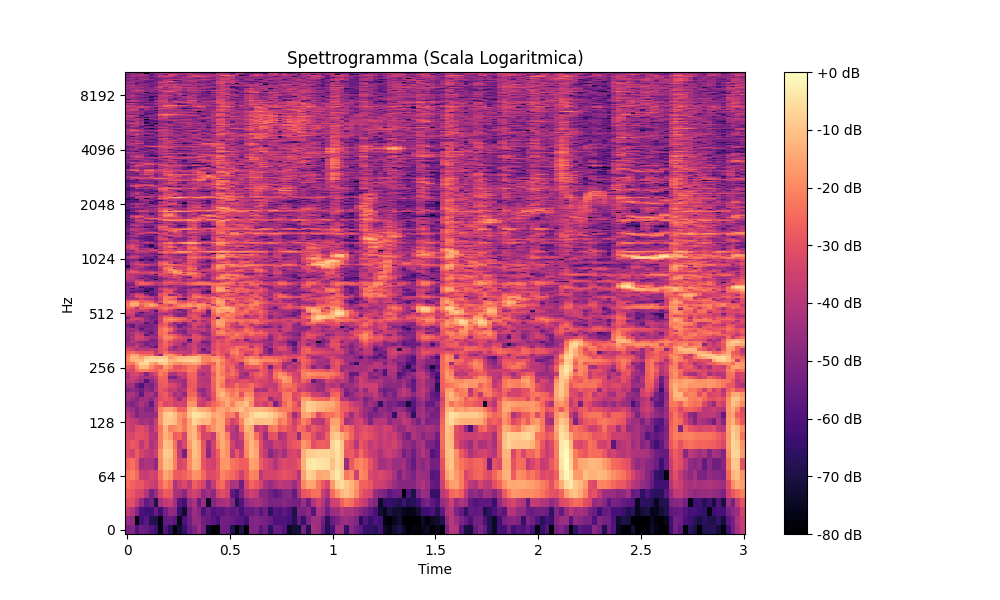 Spettrogramma (Scala Logaritmica)
Hz
8192
4096
2048
1024
512
256
128
64
0
0
0.5
1
1.5
2
2.5
3
Time
+0 dB
-10 dB
-20 dB
-30 dB
-40 dB
-50 dB
-60 dB
-70 dB
-80 dB